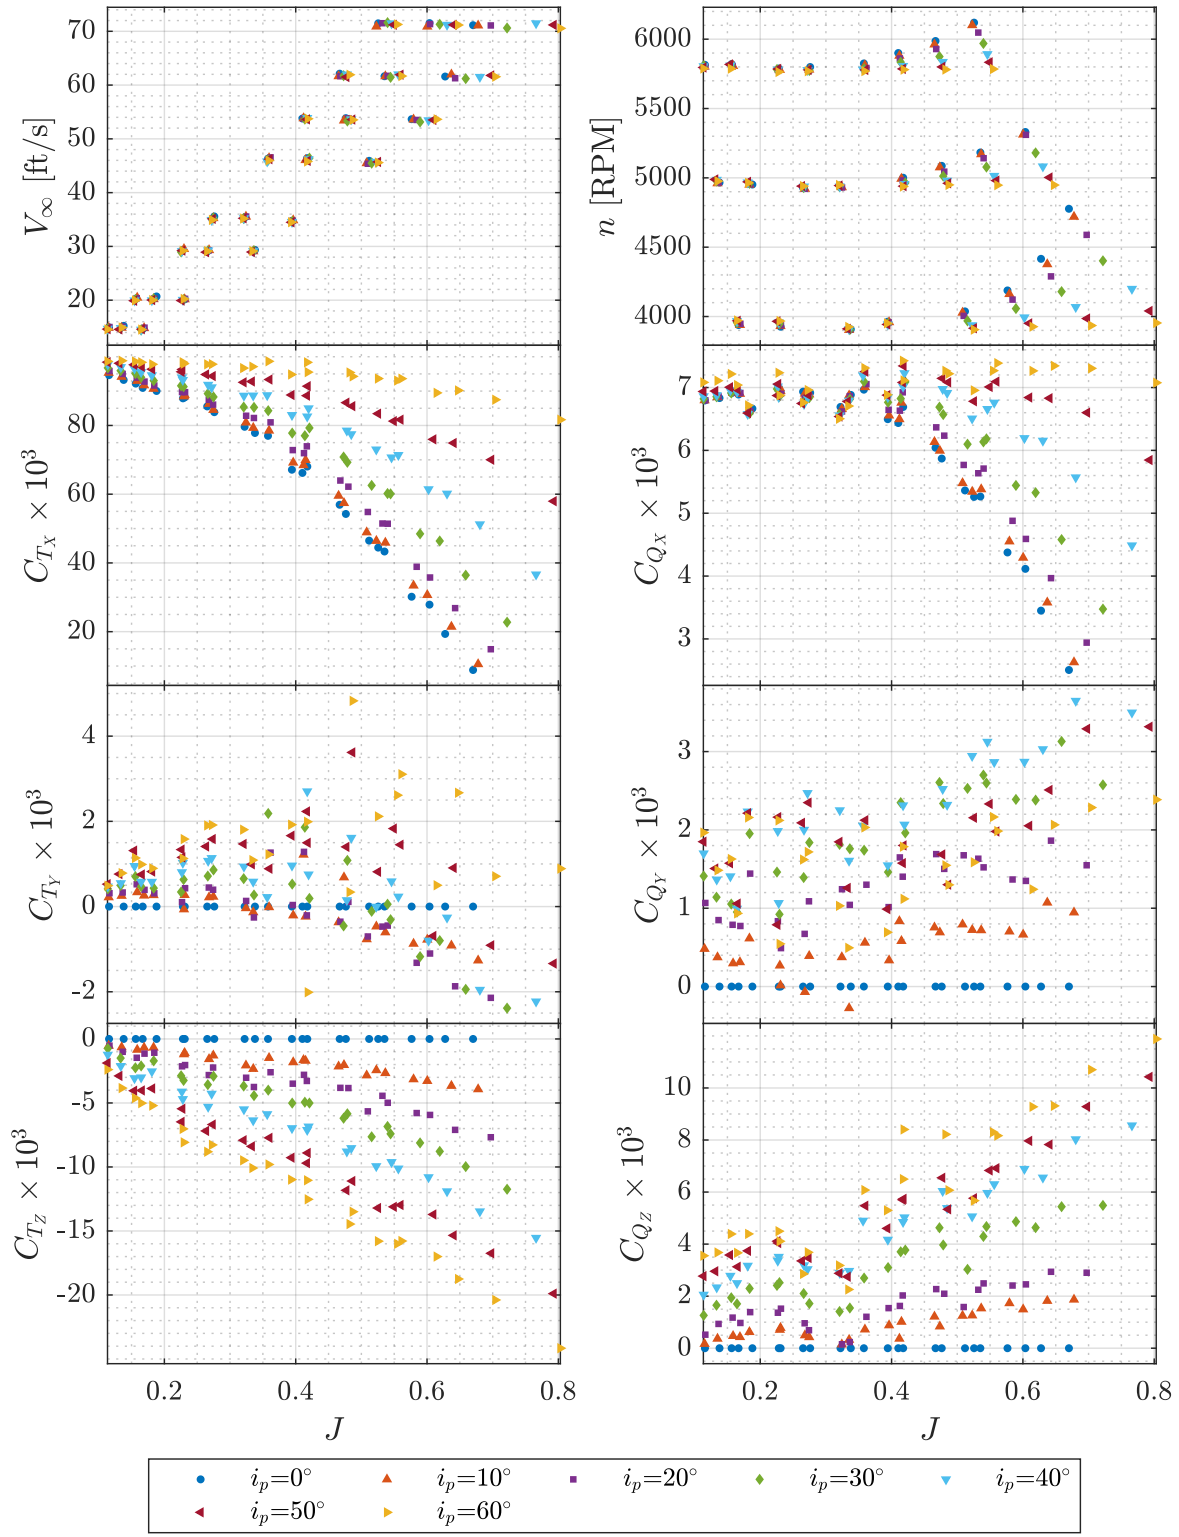 V∞ [ft/s]
70
60
50
40
30
20
n [RPM]
6000
5500
5000
4500
4000
C_{T_X} × 10³
80
60
40
20
C_{Q_X} × 10³
7
6
5
4
3
C_{T_Y} × 10³
4
2
0
-2
C_{Q_Y} × 10³
3
2
1
0
C_{T_Z} × 10³
0
-5
-10
-15
-20
C_{Q_Z} × 10³
10
8
6
4
2
0
0.2 0.4 0.6 0.8
J
0.2 0.4 0.6 0.8
J
i_p=0° i_p=10° i_p=20° i_p=30° i_p=40°
i_p=50° i_p=60°